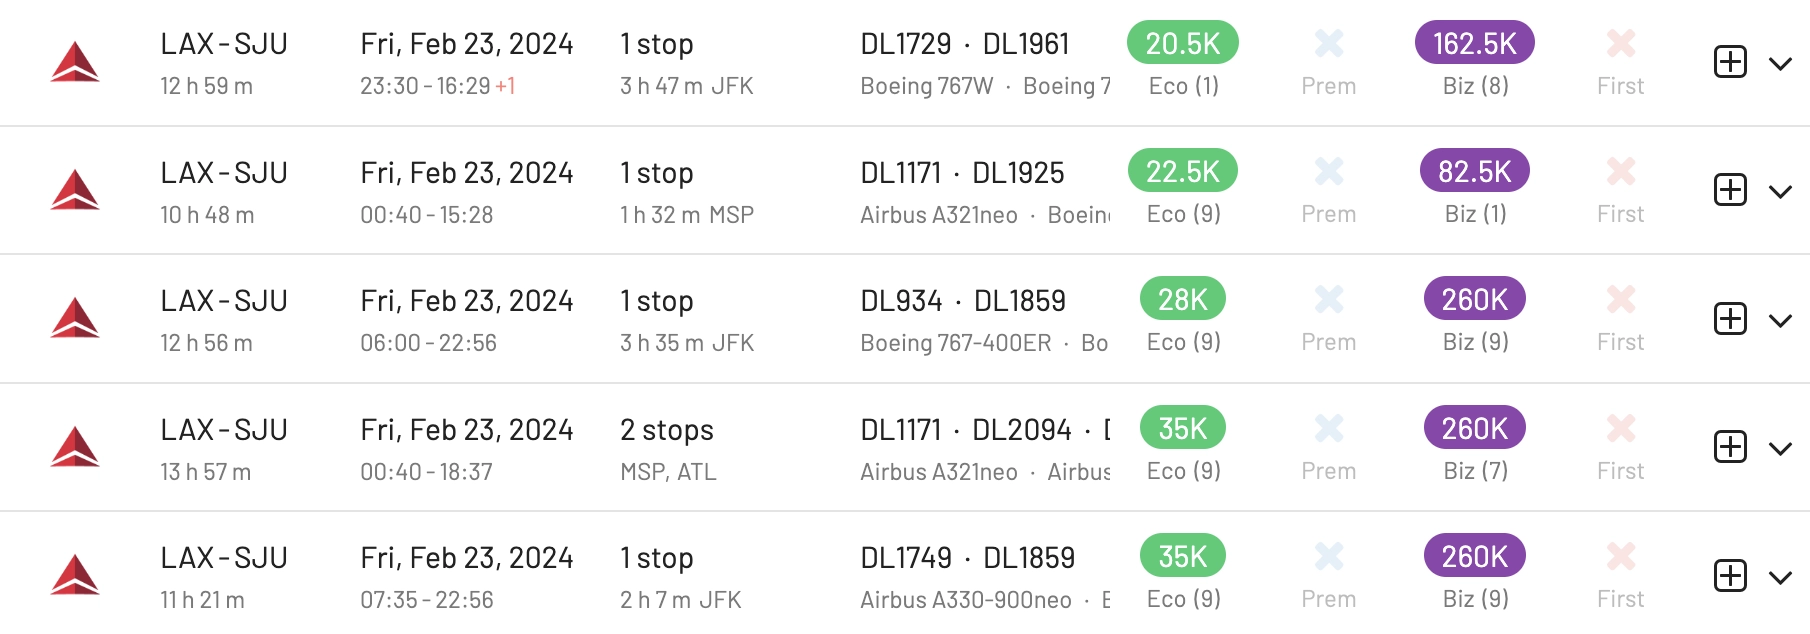 LAX - SJU Fri, Feb 23, 2024 1 stop DL1729 · DL1961 20.5K 162.5K
12 h 59 m 23:30 - 16:29 +1 3 h 47 m JFK Boeing 767W · Boeing 7 Eco (1) Prem Biz (8) First
LAX - SJU Fri, Feb 23, 2024 1 stop DL1171 · DL1925 22.5K 82.5K
10 h 48 m 00:40 - 15:28 1 h 32 m MSP Airbus A321neo · Boein Eco (9) Prem Biz (1) First
LAX - SJU Fri, Feb 23, 2024 1 stop DL934 · DL1859 28K 260K
12 h 56 m 06:00 - 22:56 3 h 35 m JFK Boeing 767-400ER · Bo Eco (9) Prem Biz (9) First
LAX - SJU Fri, Feb 23, 2024 2 stops DL1171 · DL2094 · 35K 260K
13 h 57 m 00:40 - 18:37 MSP, ATL Airbus A321neo · Airbus Eco (9) Prem Biz (7) First
LAX - SJU Fri, Feb 23, 2024 1 stop DL1749 · DL1859 35K 260K
11 h 21 m 07:35 - 22:56 2 h 7 m JFK Airbus A330-900neo · Eco (9) Prem Biz (9) First